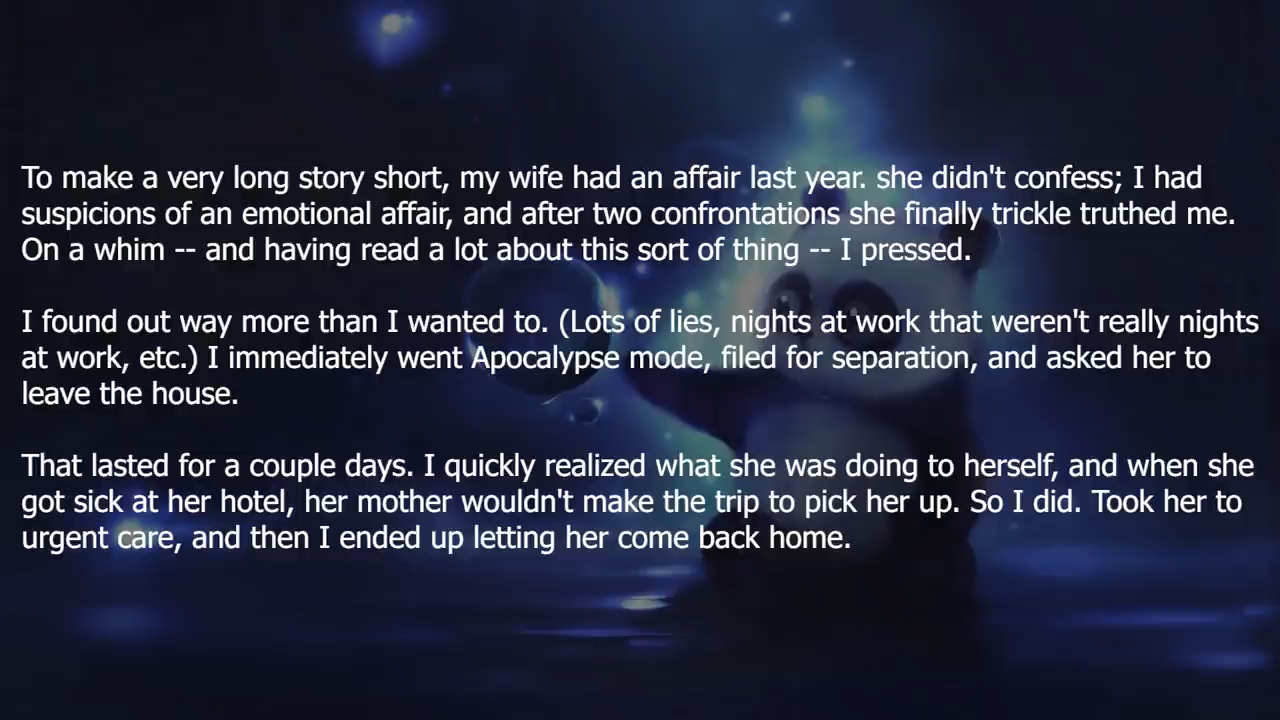 To make a very long story short, my wife had an affair last year. she didn't confess; I had
suspicions of an emotional affair, and after two confrontations she finally trickle truthed me.
On a whim -- and having read a lot about this sort of thing -- I pressed.
I found out way more than I wanted to. (Lots of lies, nights at work that weren't really nights
at work, etc.) I immediately went Apocalypse mode, filed for separation, and asked her to
leave the house.
That lasted for a couple days. I quickly realized what she was doing to herself, and when she
got sick at her hotel, her mother wouldn't make the trip to pick her up. So I did. Took her to
urgent care, and then I ended up letting her come back home.